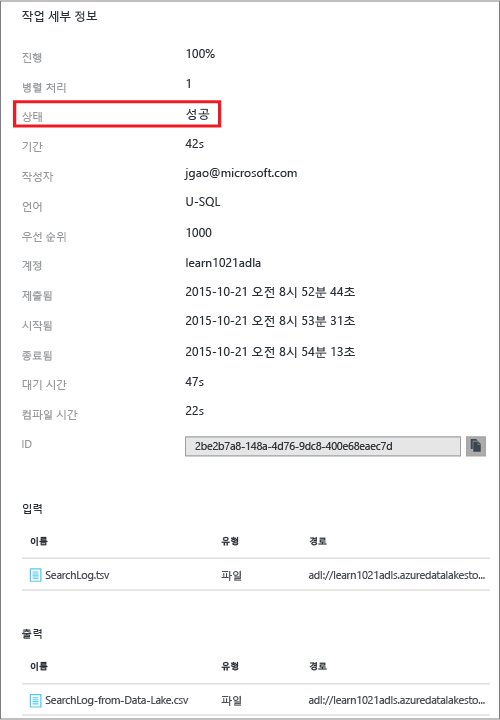 작업 세부 정보
진행 100%
병렬 처리 1
상태 성공
기간 42s
작성자 jgao@microsoft.com
언어 U-SQL
우선 순위 1000
계정 learn1021adla
제출됨 2015-10-21 오전 8시 52분 44초
시작됨 2015-10-21 오전 8시 53분 31초
종료됨 2015-10-21 오전 8시 54분 13초
대기 시간 47s
컴파일 시간 22s
ID 2be2b7a8-148a-4d76-9dc8-400e68eaec7d
입력
이름 유형 경로
SearchLog.tsv 파일 adl://learn1021adls.azuredatalakesto...
출력
이름 유형 경로
SearchLog-from-Data-Lake.csv 파일 adl://learn1021adls.azuredatalakesto...